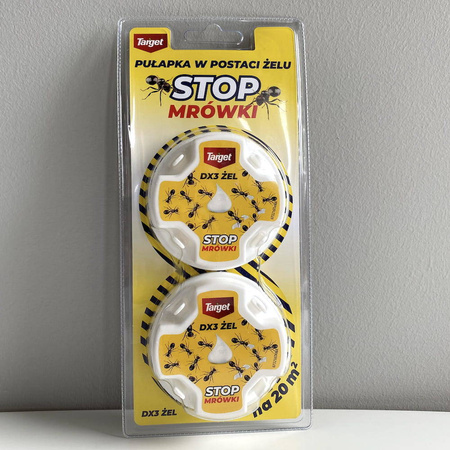 Target
PUŁAPKA W POSTACI ŻELU
STOP
MRÓWKI
Target
DX3 ŻEL
STOP
MRÓWKI
Target
DX3 ŻEL
STOP
MRÓWKI
DX3 ŻEL
na 20 m²